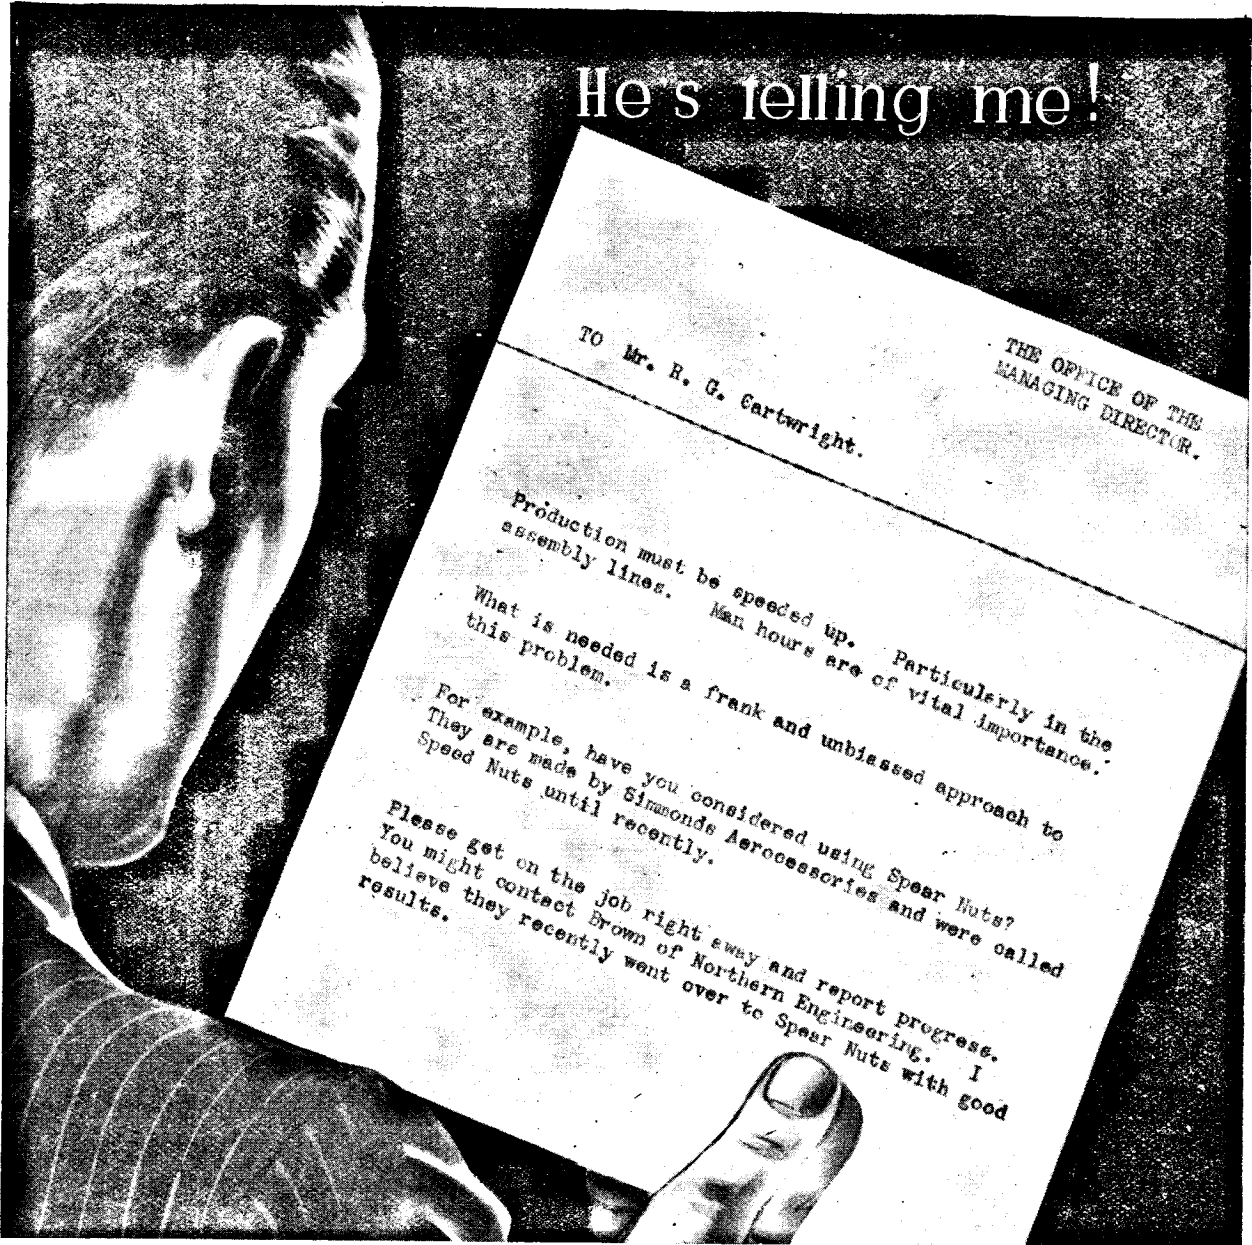 He's telling me!
THE OFFICE OF THE
MANAGING DIRECTOR.
TO Mr. R. G. Cartwright.
Production must be speeded up. Particularly in the
assembly lines. Man hours are of vital importance.
What is needed is a frank and unbiassed approach to
this problem.
For example, have you considered using Spear Nuts?
They are made by Simmonds Aerocessories and were called
Speed Nuts until recently.
Please get on the job right away and report progress.
You might contact Brown of Northern Engineering. I
believe they recently went over to Spear Nuts with good
results.